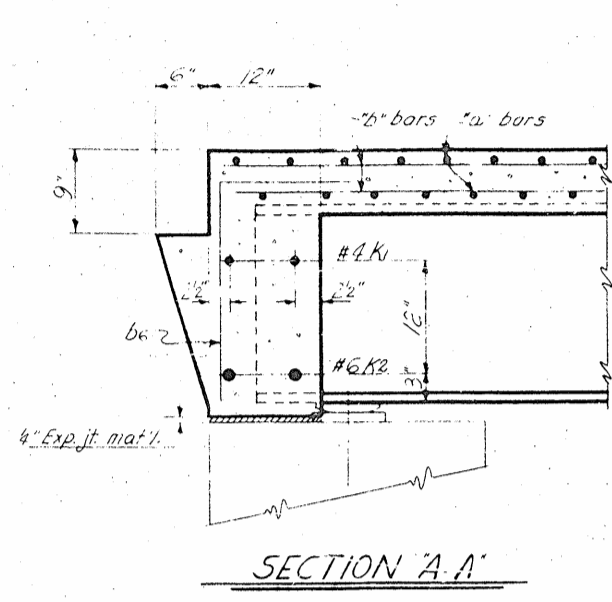 6" 12"
"b" bars "a" bars
9"
#4 K1
2½" 2½"
12"
b6
#6 K2
3"
¼" Exp. jt. mat'l.
SECTION "A-A"